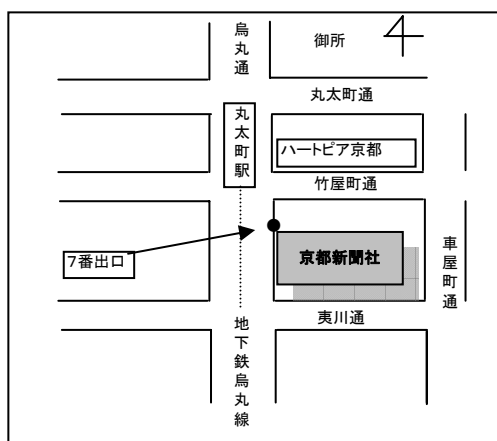 烏丸通
御所
丸太町通
丸太町駅
ハートピア京都
竹屋町通
7番出口
京都新聞社
車屋町通
夷川通
地下鉄烏丸線